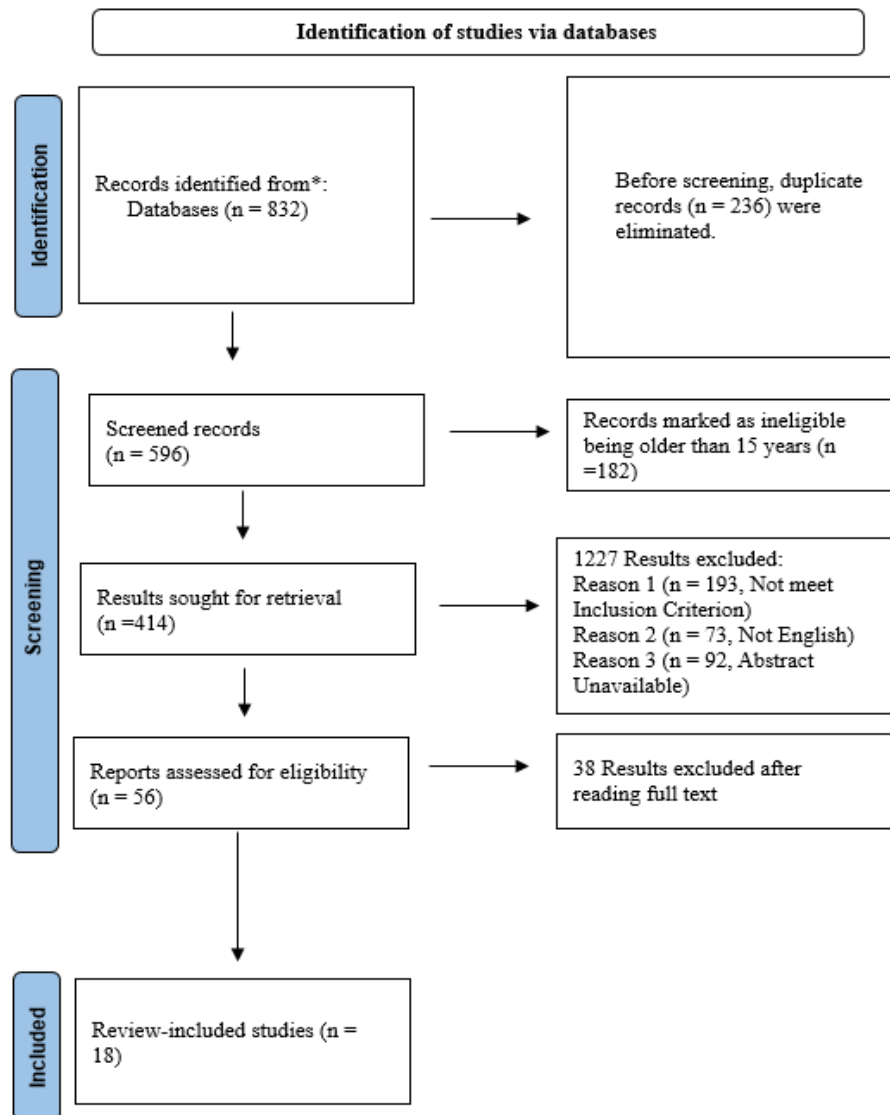 Identification of studies via databases
Identification
Records identified from*:
Databases (n = 832)
Before screening, duplicate
records (n = 236) were
eliminated.
Screening
Screened records
(n = 596)
Records marked as ineligible
being older than 15 years (n
=182)
Results sought for retrieval
(n =414)
1227 Results excluded:
Reason 1 (n = 193, Not meet
Inclusion Criterion)
Reason 2 (n = 73, Not English)
Reason 3 (n = 92, Abstract
Unavailable)
Reports assessed for eligibility
(n = 56)
38 Results excluded after
reading full text
Included
Review-included studies (n =
18)